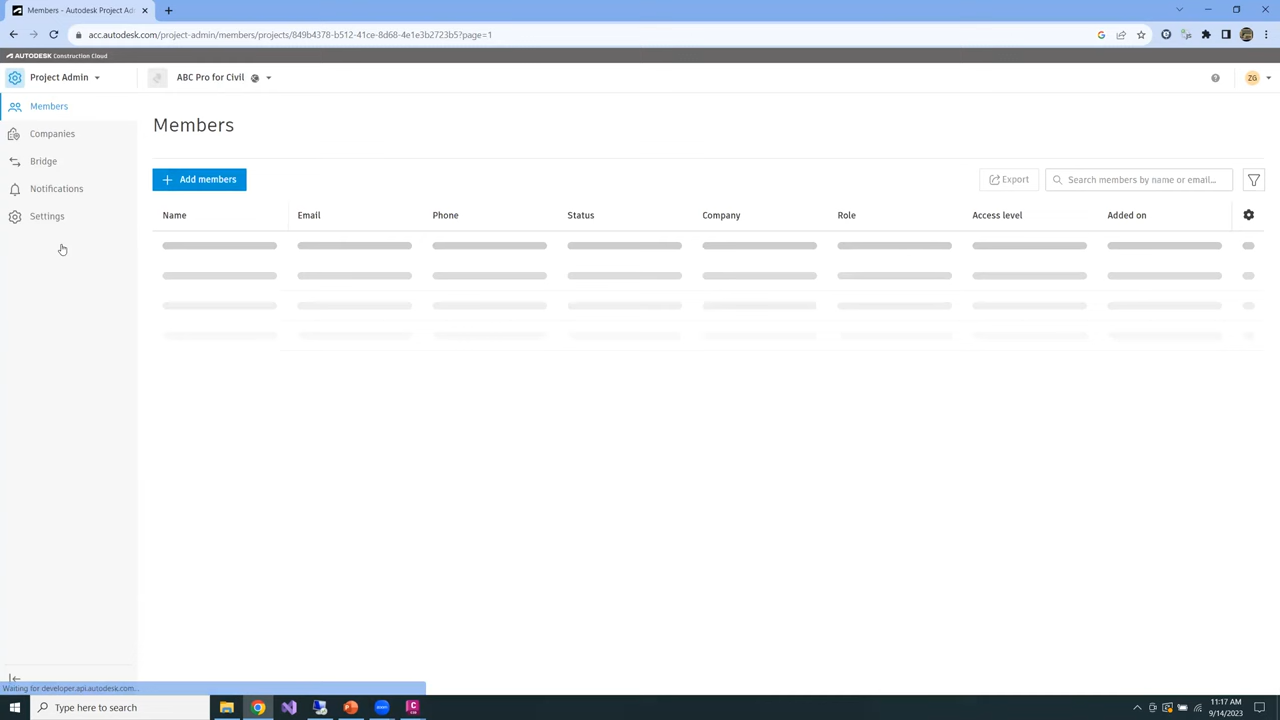 Members - Autodesk Project Adm
acc.autodesk.com/project-admin/members/projects/849b4378-b512-41ce-8d68-4e1e3b2723b5?page=1
AUTODESK Construction Cloud
Project Admin
ABC Pro for Civil
ZG
Members
Companies
Bridge
Notifications
Settings
Members
Add members
Export
Search members by name or email...
Name
Email
Phone
Status
Company
Role
Access level
Added on
Waiting for developer.api.autodesk.com...
Type here to search
11:17 AM
9/14/2023